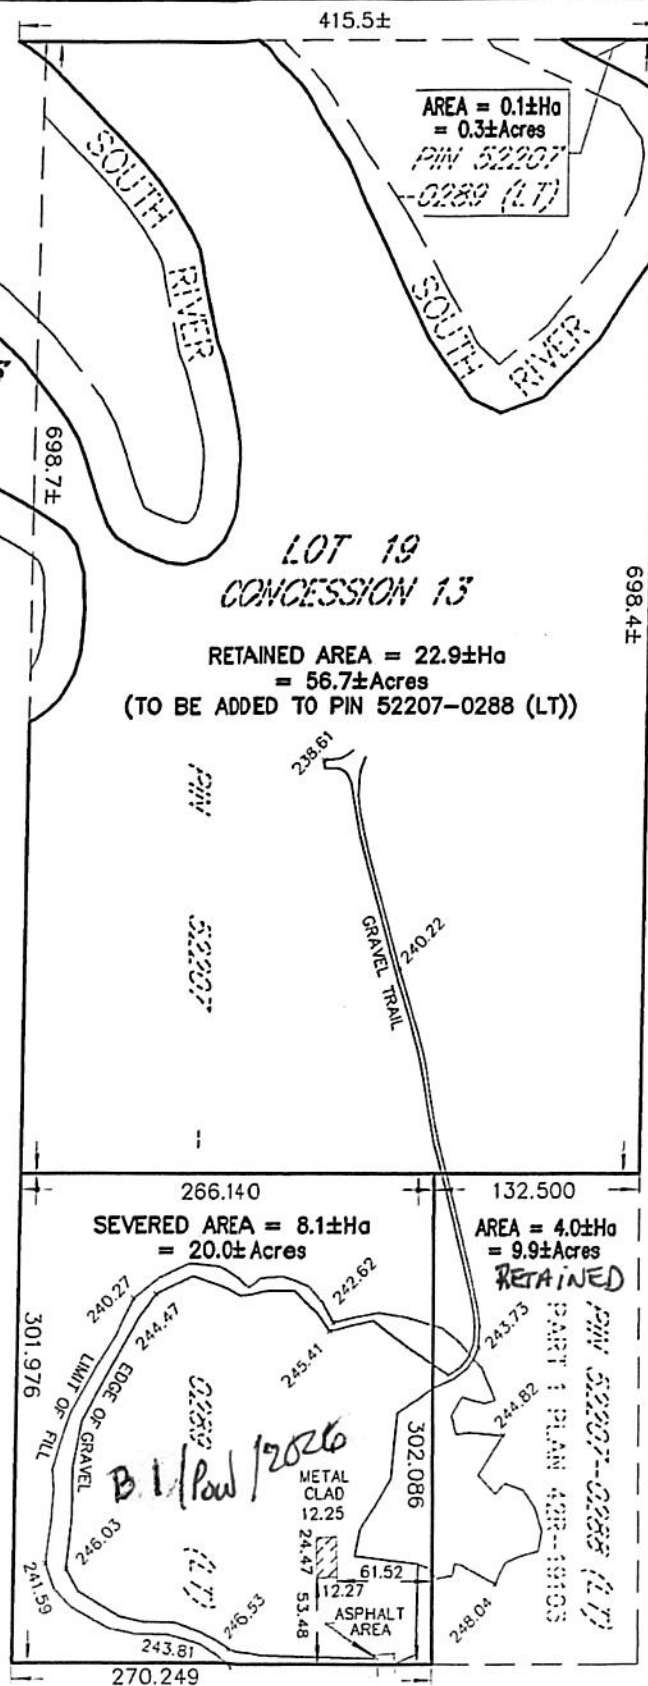 415.5±
AREA = 0.1±Ha
= 0.3±Acres
PIN 52207
-0289 (LT)
SOUTH
RIVER
SOUTH
RIVER
698.7±
698.4±
LOT 19
CONCESSION 13
RETAINED AREA = 22.9±Ha
= 56.7±Acres
(TO BE ADDED TO PIN 52207-0288 (LT))
238.61
PIN
52207
-
GRAVEL TRAIL
240.22
266.140
132.500
SEVERED AREA = 8.1±Ha
= 20.0±Acres
AREA = 4.0±Ha
= 9.9±Acres
RETAINED
240.27
244.47
242.62
245.41
243.73
244.82
301.976
LIMIT OF FILL
EDGE OF GRAVEL
0289
(LT)
B.1/Pow/2026
302.086
PIN 52207-0288 (LT)
PART 1 PLAN 42R-19103
METAL
CLAD
12.25
24.47
61.52
12.27
53.48
ASPHALT
AREA
246.03
241.59
246.53
243.81
248.04
270.249